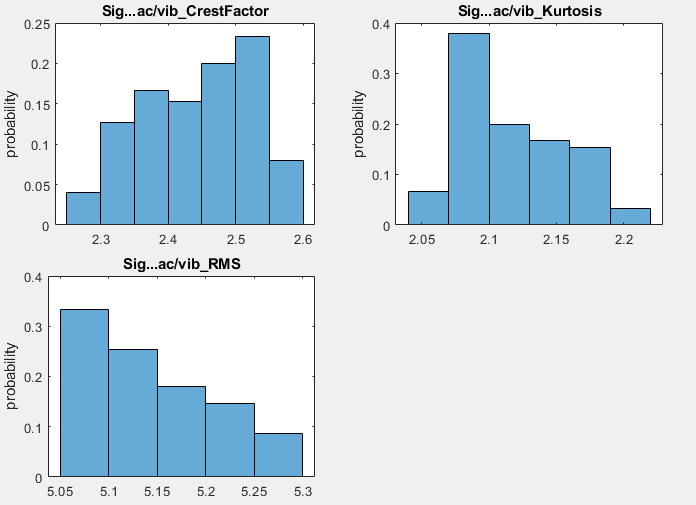 Sig...ac/vib_CrestFactor
0.25
0.2
0.15
0.1
0.05
0
probability
2.3 2.4 2.5 2.6
Sig...ac/vib_Kurtosis
0.4
0.3
0.2
0.1
0
probability
2.05 2.1 2.15 2.2
Sig...ac/vib_RMS
0.4
0.3
0.2
0.1
0
probability
5.05 5.1 5.15 5.2 5.25 5.3